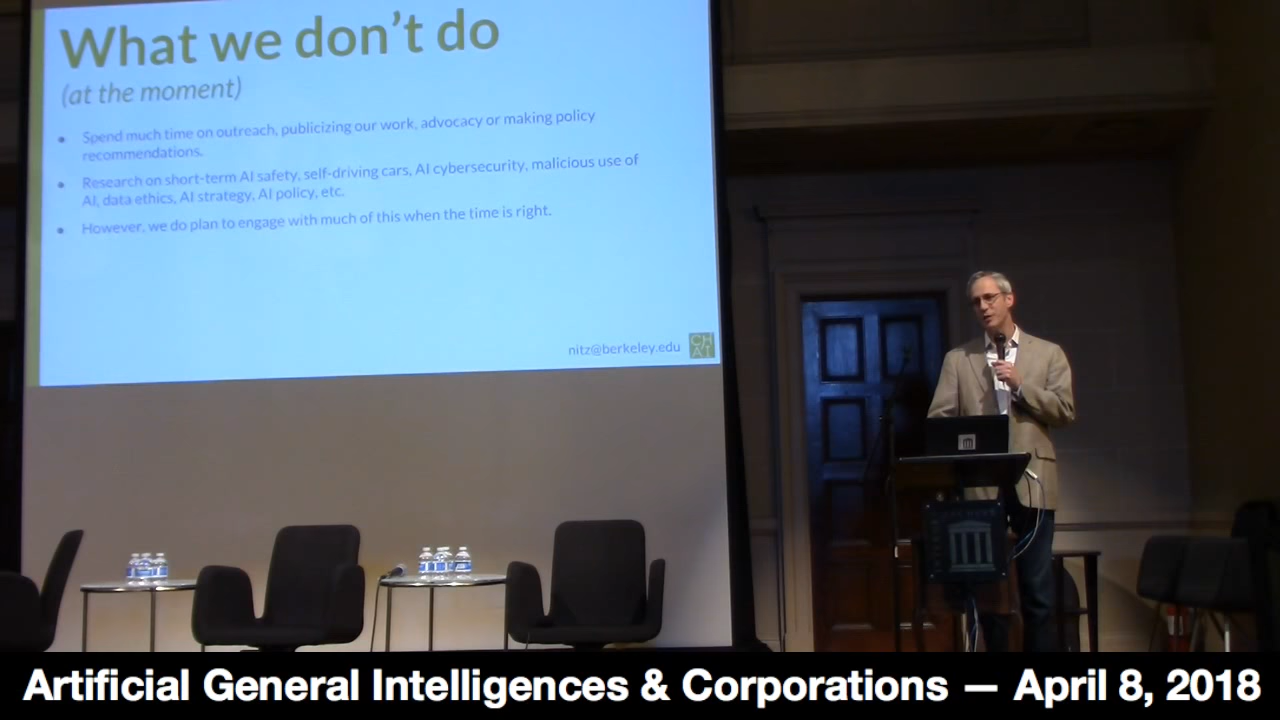 What we don't do
(at the moment)
• Spend much time on outreach, publicizing our work, advocacy or making policy
recommendations.
• Research on short-term AI safety, self-driving cars, AI cybersecurity, malicious use of
AI, data ethics, AI strategy, AI policy, etc.
• However, we do plan to engage with much of this when the time is right.
nitz@berkeley.edu
CH
AI
Artificial General Intelligences & Corporations — April 8, 2018